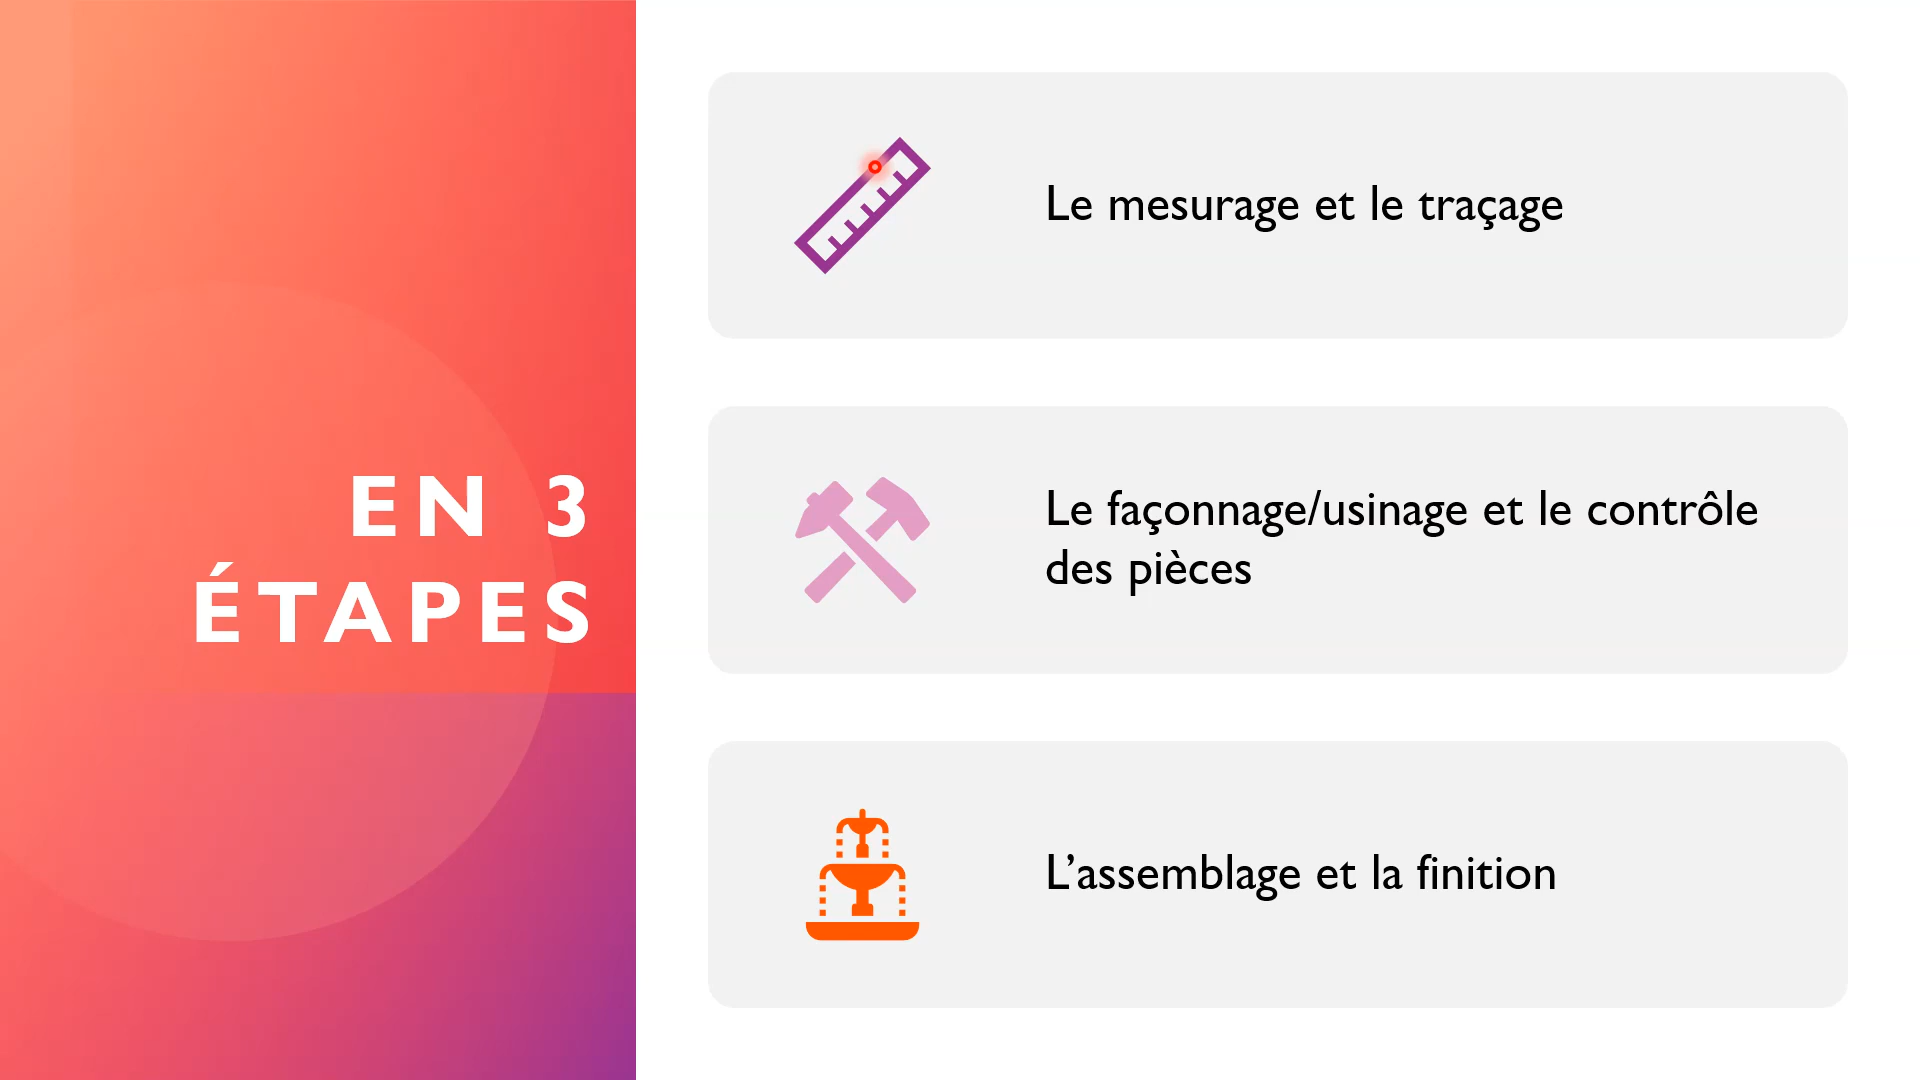 EN 3
ÉTAPES
Le mesurage et le traçage
Le façonnage/usinage et le contrôle
des pièces
L’assemblage et la finition